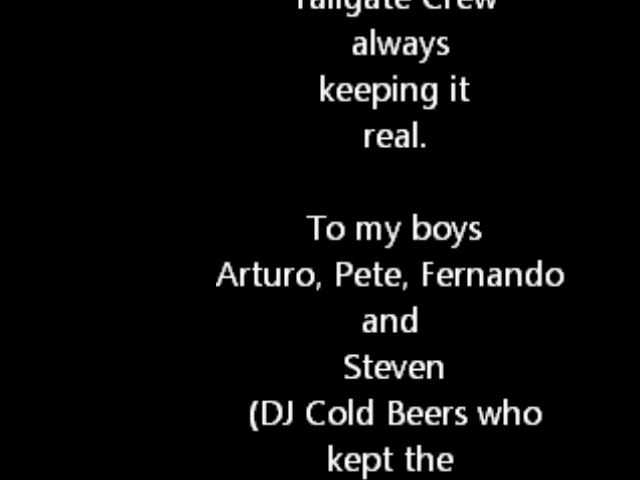 Tailgate Crew
always
keeping it
real.
To my boys
Arturo, Pete, Fernando
and
Steven
(DJ Cold Beers who
kept the